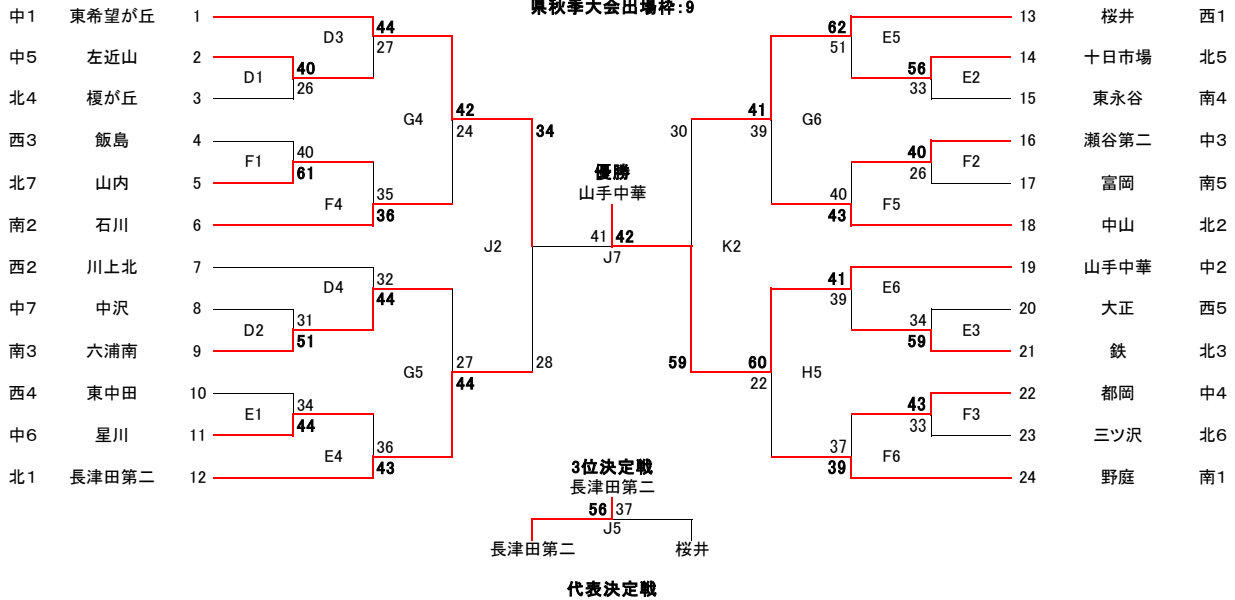 県秋季大会出場枠:9
中1 東希望が丘 1
中5 左近山 2
北4 榎が丘 3
西3 飯島 4
北7 山内 5
南2 石川 6
西2 川上北 7
中7 中沢 8
南3 六浦南 9
西4 東中田 10
中6 星川 11
北1 長津田第二 12
D1
40
26
D3
44
27
F1
40
61
F4
35
36
G4
42
24
D2
31
51
D4
32
44
E1
34
44
E4
36
43
G5
27
44
J2
34
28
優勝
山手中華
41 42
J7
K2
30
59
G6
41
39
E5
62
51
E2
56
33
F2
40
26
F5
40
43
H5
60
22
E6
41
39
E3
34
59
F3
43
33
F6
37
39
13 桜井 西1
14 十日市場 北5
15 東永谷 南4
16 瀬谷第二 中3
17 富岡 南5
18 中山 北2
19 山手中華 中2
20 大正 西5
21 鉄 北3
22 都岡 中4
23 三ツ沢 北6
24 野庭 南1
3位決定戦
長津田第二
56 37
J5
長津田第二 桜井
代表決定戦